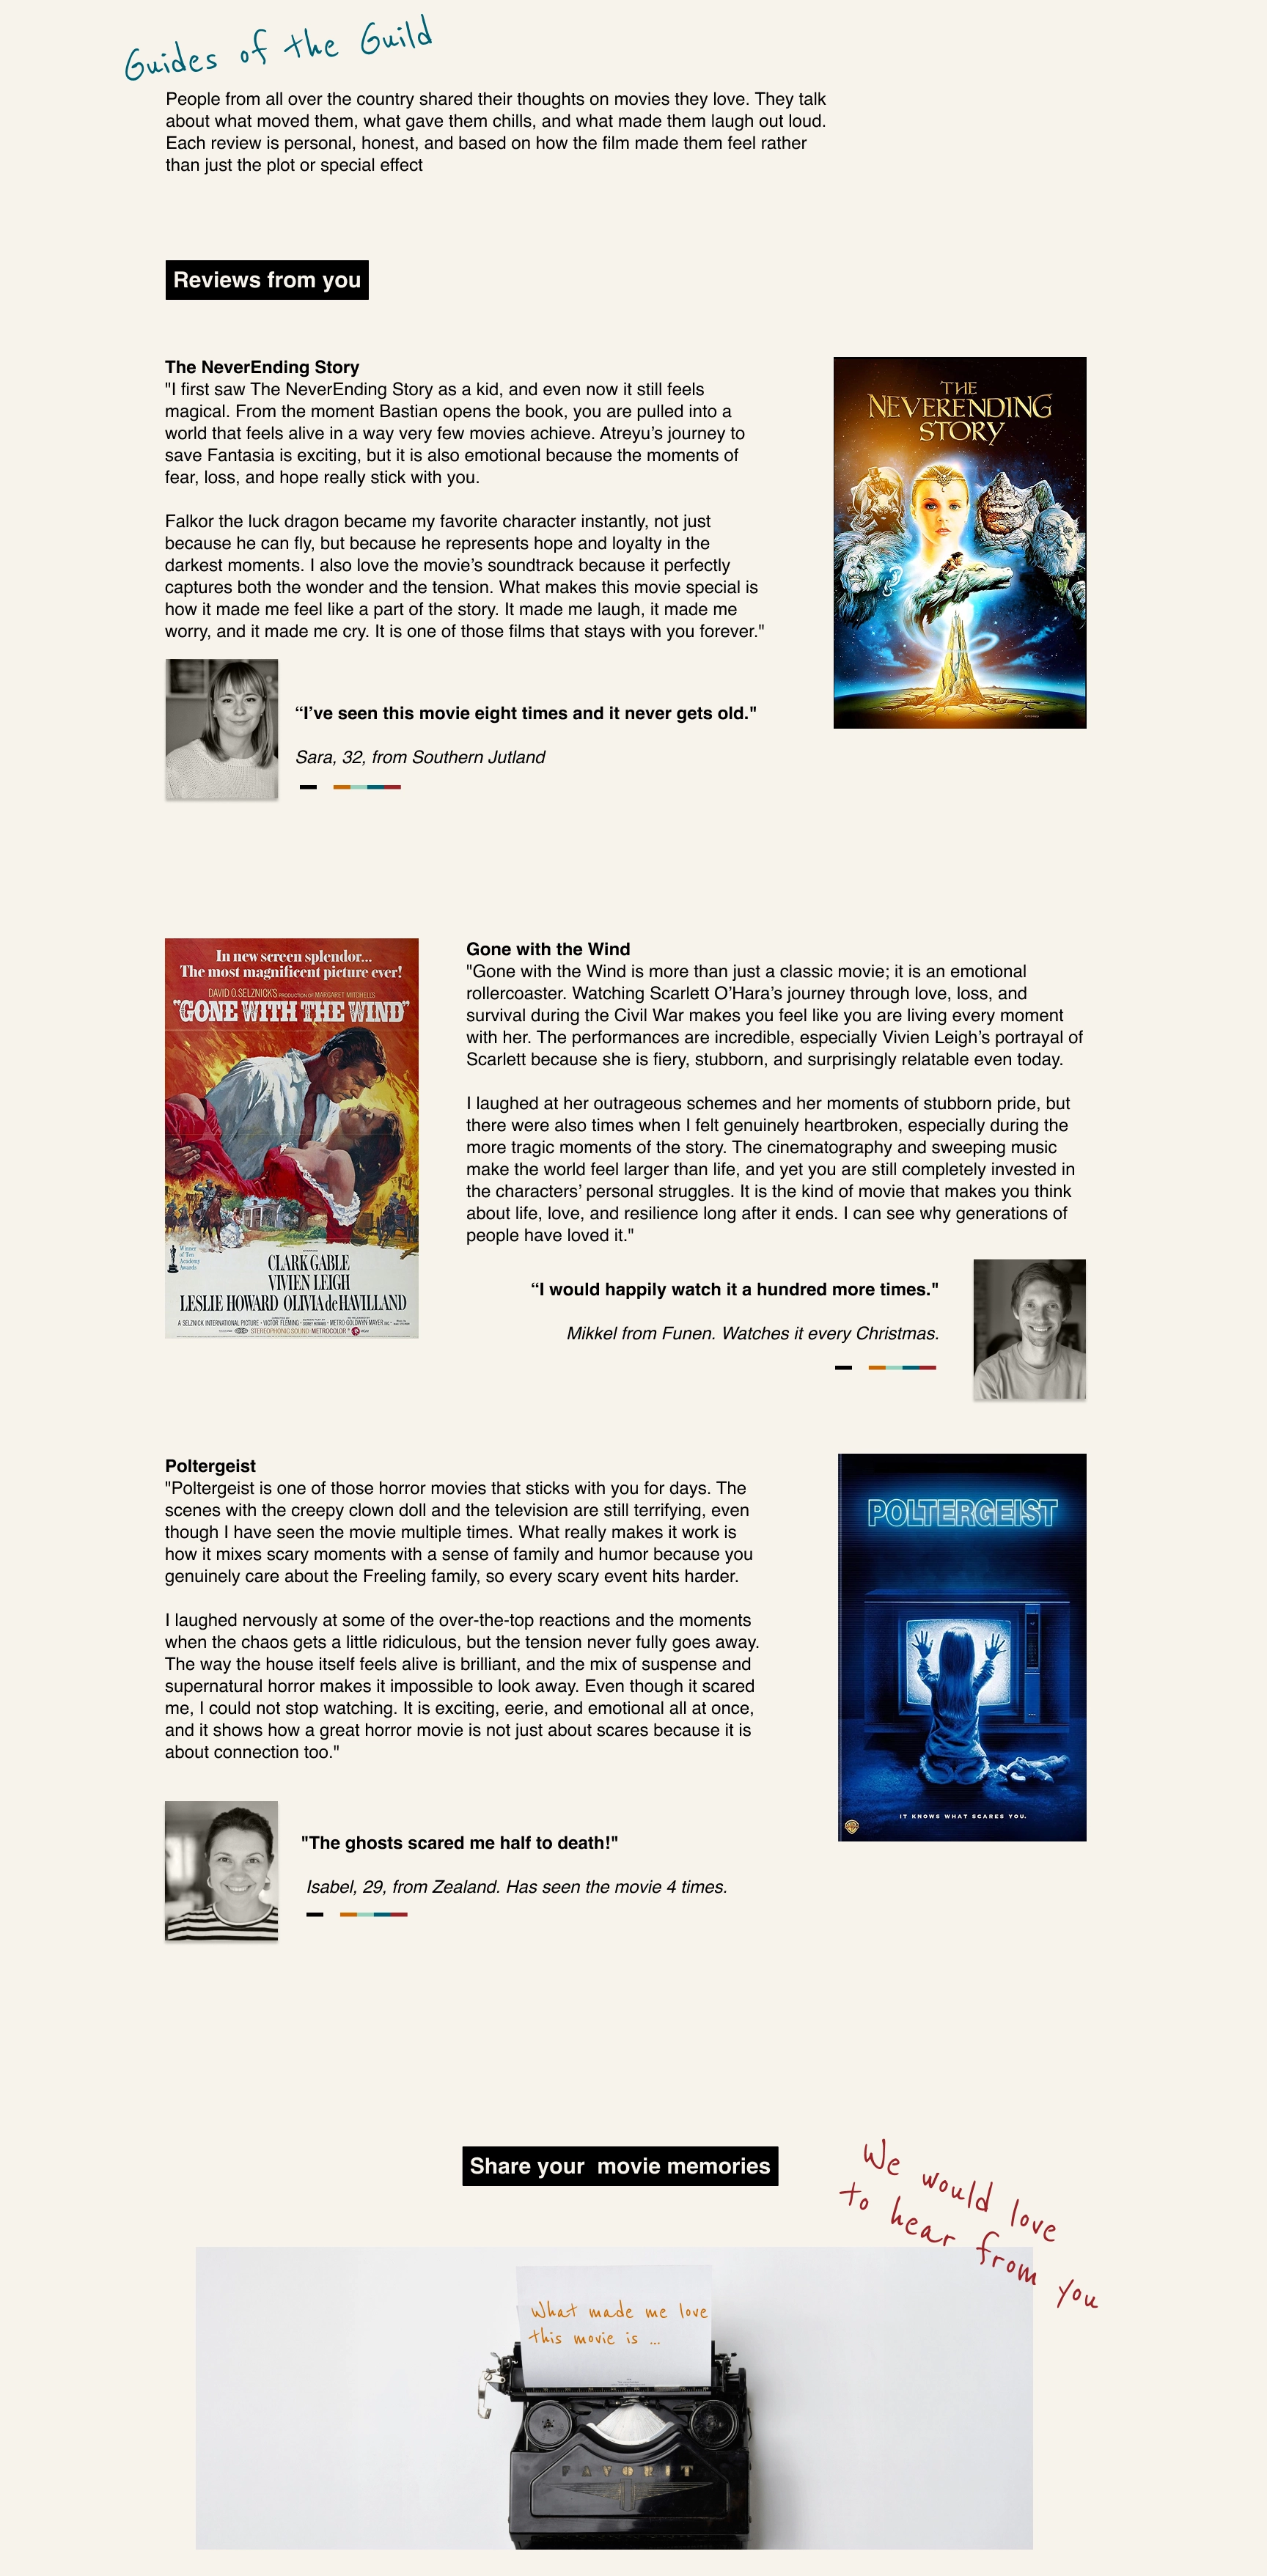 Guides of the Guild
People from all over the country shared their thoughts on movies they love. They talk
about what moved them, what gave them chills, and what made them laugh out loud.
Each review is personal, honest, and based on how the film made them feel rather
than just the plot or special effect
Reviews from you
The NeverEnding Story
"I first saw The NeverEnding Story as a kid, and even now it still feels
magical. From the moment Bastian opens the book, you are pulled into a
world that feels alive in a way very few movies achieve. Atreyu’s journey to
save Fantasia is exciting, but it is also emotional because the moments of
fear, loss, and hope really stick with you.
Falkor the luck dragon became my favorite character instantly, not just
because he can fly, but because he represents hope and loyalty in the
darkest moments. I also love the movie’s soundtrack because it perfectly
captures both the wonder and the tension. What makes this movie special is
how it made me feel like a part of the story. It made me laugh, it made me
worry, and it made me cry. It is one of those films that stays with you forever."
THE
NEVERENDING
STORY
“I’ve seen this movie eight times and it never gets old."
Sara, 32, from Southern Jutland
In new screen splendor...
The most magnificent picture ever!
DAVID O. SELZNICK'S PRODUCTION OF MARGARET MITCHELL'S
"GONE WITH THE WIND"
Winner
of Ten
Academy
Awards
CLARK GABLE
VIVIEN LEIGH
LESLIE HOWARD OLIVIA de HAVILLAND
A SELZNICK INTERNATIONAL PICTURE · VICTOR FLEMING · METRO-GOLDWYN-MAYER INC.
STEREOPHONIC SOUND METROCOLOR MGM
Gone with the Wind
"Gone with the Wind is more than just a classic movie; it is an emotional
rollercoaster. Watching Scarlett O’Hara’s journey through love, loss, and
survival during the Civil War makes you feel like you are living every moment
with her. The performances are incredible, especially Vivien Leigh’s portrayal of
Scarlett because she is fiery, stubborn, and surprisingly relatable even today.
I laughed at her outrageous schemes and her moments of stubborn pride, but
there were also times when I felt genuinely heartbroken, especially during the
more tragic moments of the story. The cinematography and sweeping music
make the world feel larger than life, and yet you are still completely invested in
the characters’ personal struggles. It is the kind of movie that makes you think
about life, love, and resilience long after it ends. I can see why generations of
people have loved it."
“I would happily watch it a hundred more times."
Mikkel from Funen. Watches it every Christmas.
Poltergeist
"Poltergeist is one of those horror movies that sticks with you for days. The
scenes with the creepy clown doll and the television are still terrifying, even
though I have seen the movie multiple times. What really makes it work is
how it mixes scary moments with a sense of family and humor because you
genuinely care about the Freeling family, so every scary event hits harder.
I laughed nervously at some of the over-the-top reactions and the moments
when the chaos gets a little ridiculous, but the tension never fully goes away.
The way the house itself feels alive is brilliant, and the mix of suspense and
supernatural horror makes it impossible to look away. Even though it scared
me, I could not stop watching. It is exciting, eerie, and emotional all at once,
and it shows how a great horror movie is not just about scares because it is
about connection too."
POLTERGEIST
IT KNOWS WHAT SCARES YOU.
"The ghosts scared me half to death!"
Isabel, 29, from Zealand. Has seen the movie 4 times.
Share your  movie memories
We would love
to hear from you
What made me love
this movie is ...
FAVORIT